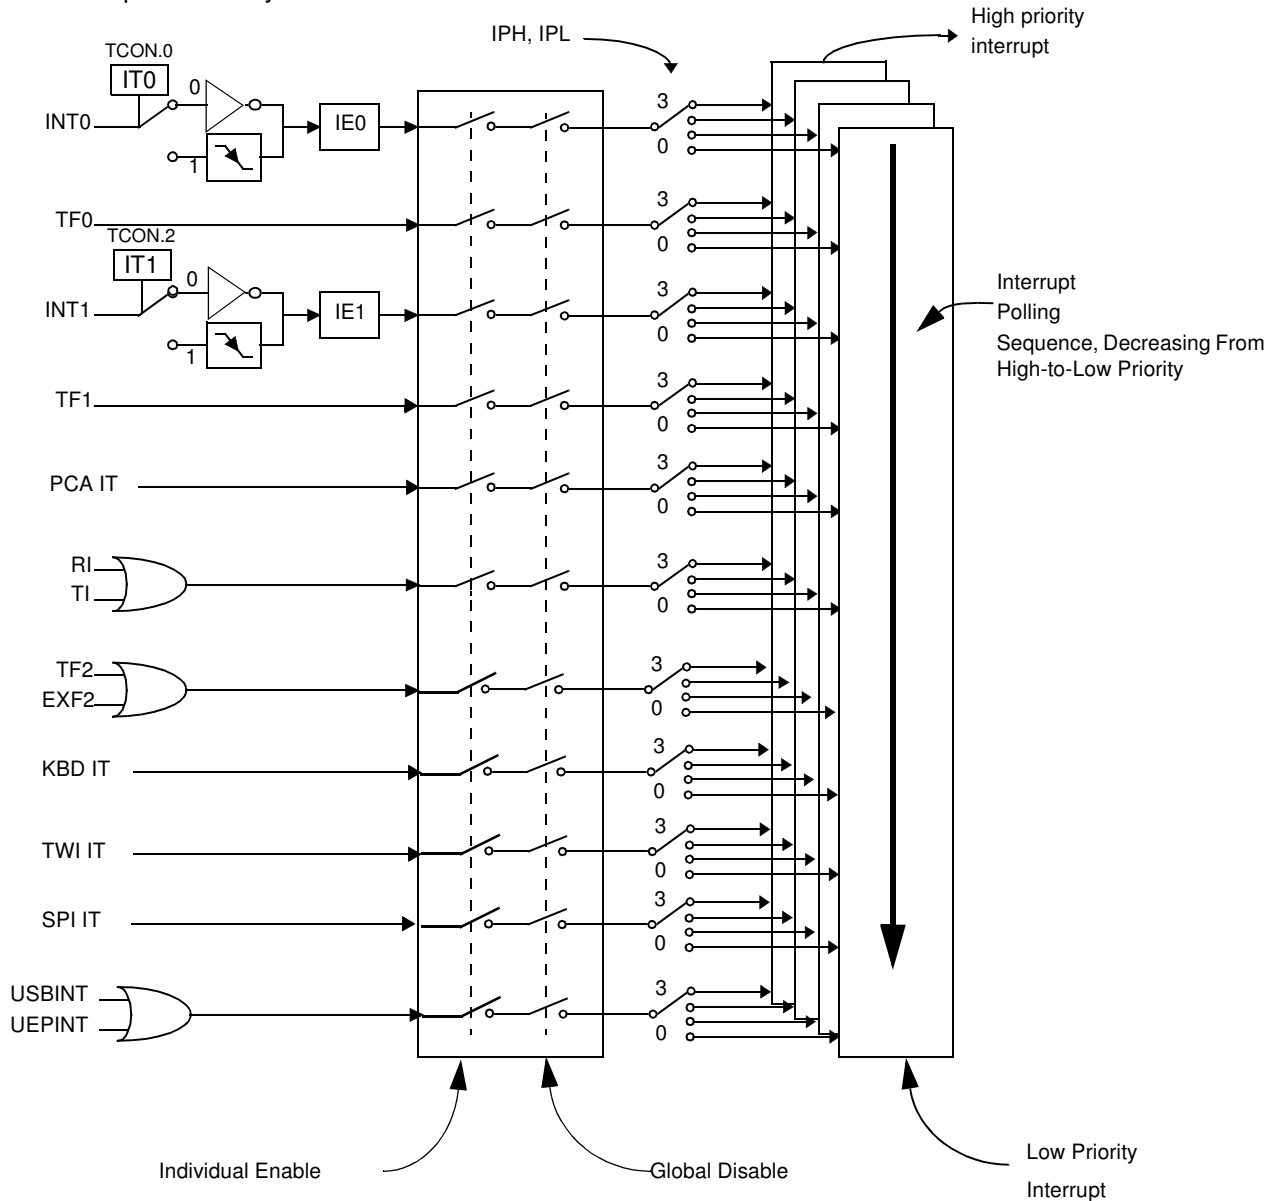 IPH, IPL
High priority
interrupt
TCON.0
IT0
0
INT0
1
IE0
3
0
TF0
3
0
TCON.2
IT1
0
INT1
1
IE1
3
0
Interrupt
Polling
Sequence, Decreasing From
High-to-Low Priority
TF1
3
0
PCA IT
3
0
RI
TI
3
0
TF2
EXF2
3
0
KBD IT
3
0
TWI IT
3
0
SPI IT
3
0
USBINT
UEPINT
3
0
Individual Enable
Global Disable
Low Priority
Interrupt